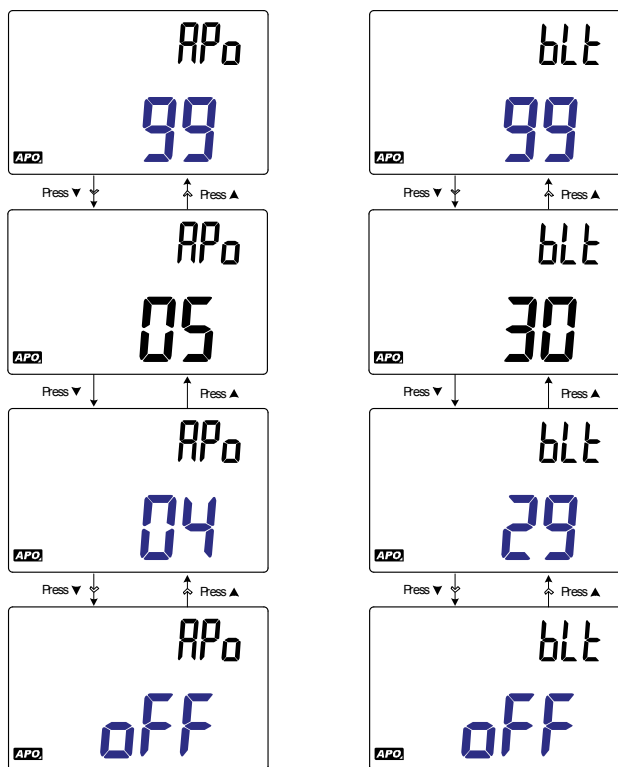 APo bLt
99 99
APO APO
Press ▼ Press ▲ Press ▼ Press ▲
APo bLt
05 30
APO APO
Press ▼ Press ▲ Press ▼ Press ▲
APo bLt
04 29
APO APO
Press ▼ Press ▲ Press ▼ Press ▲
APo bLt
oFF oFF
APO APO